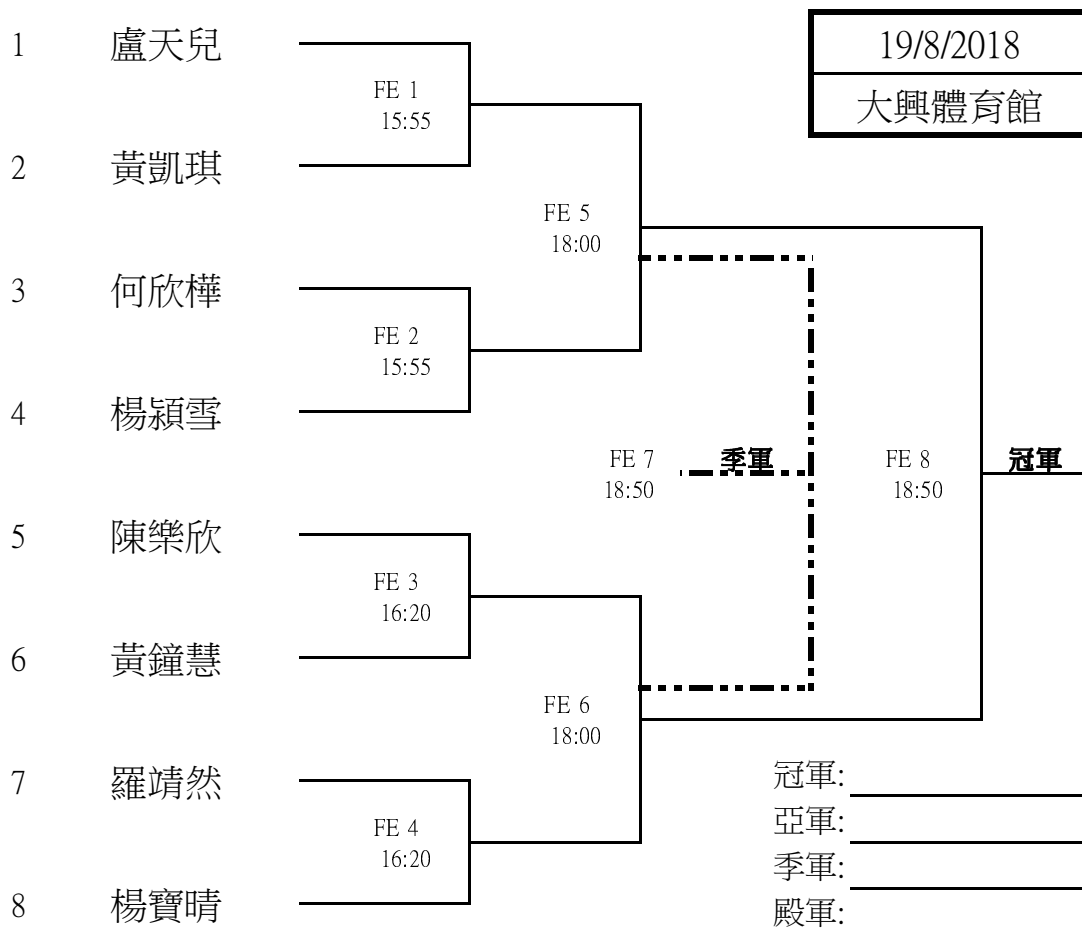 19/8/2018
大興體育館
1 盧天兒
FE 1
15:55
2 黃凱琪
FE 5
18:00
3 何欣樺
FE 2
15:55
4 楊潁雪
FE 7
18:50
季軍
FE 8
18:50
冠軍
5 陳樂欣
FE 3
16:20
6 黃鐘慧
FE 6
18:00
7 羅靖然
FE 4
16:20
8 楊寶晴
冠軍:
亞軍:
季軍:
殿軍: